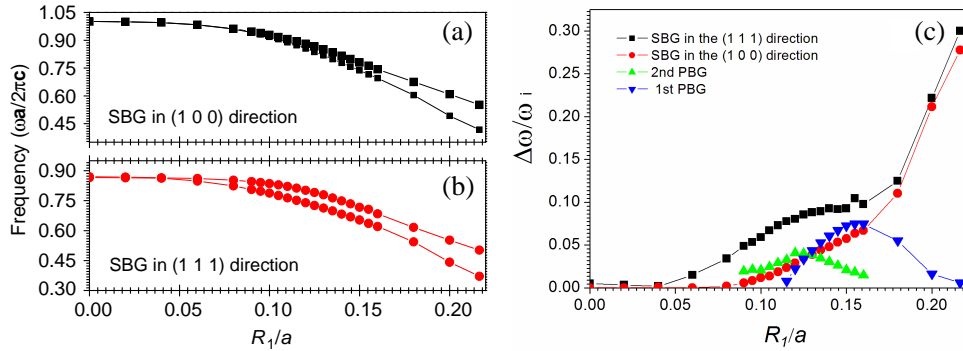 1.05
0.90
0.75
0.60
0.45
(a)
SBG in (1 0 0) direction
Frequency (ωa/2πc)
0.90
0.75
0.60
0.45
0.30
(b)
SBG in (1 1 1) direction
0.00 0.05 0.10 0.15 0.20
R1/a
(c)
SBG in the (1 1 1) direction
SBG in the (1 0 0) direction
2nd PBG
1st PBG
Δω/ω i
0.30
0.25
0.20
0.15
0.10
0.05
0.00
0.00 0.05 0.10 0.15 0.20
R1/a